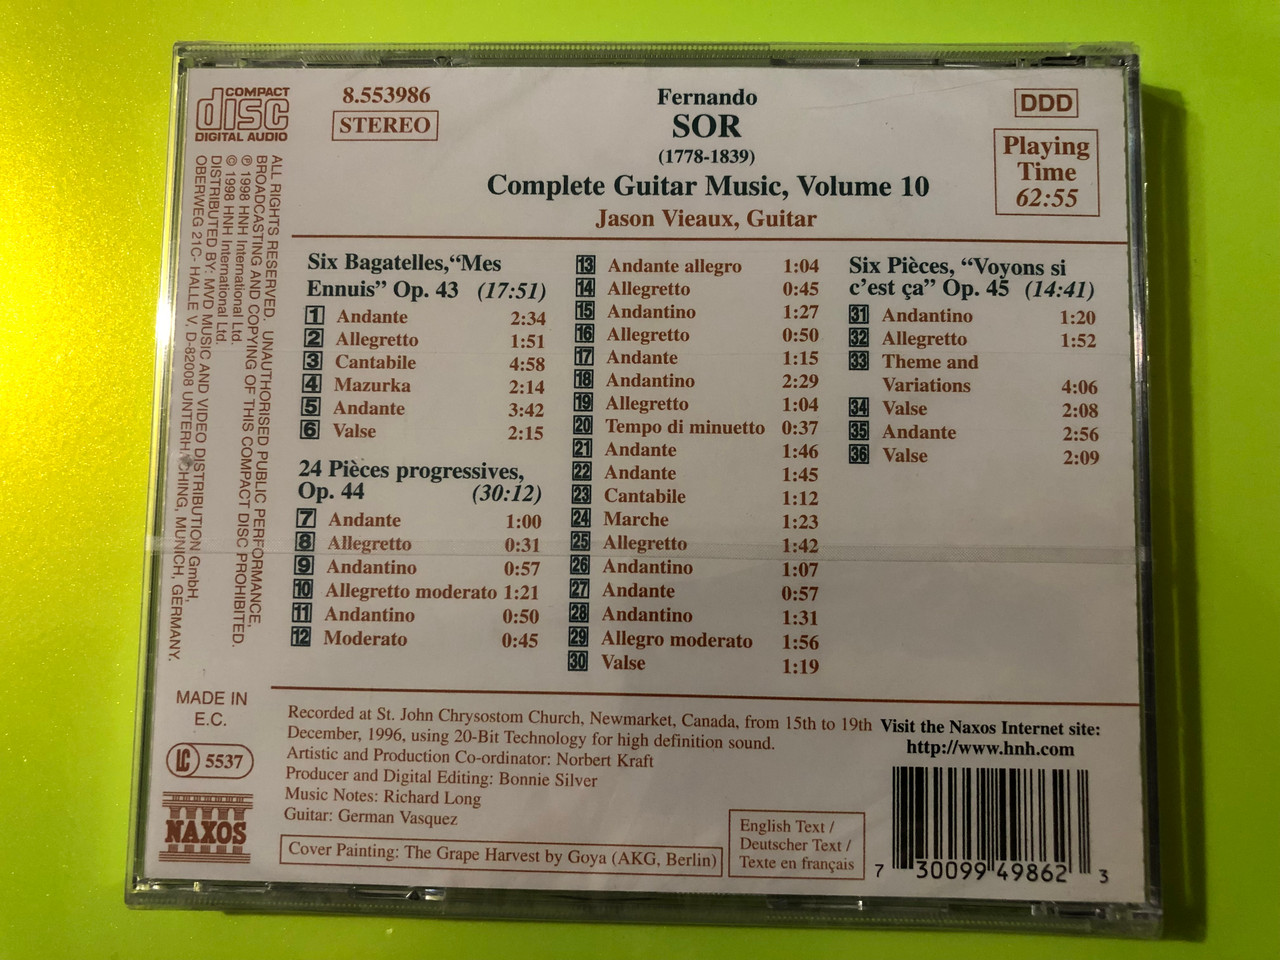 COMPACT
disc
DIGITAL AUDIO
8.553986
STEREO
Fernando
SOR
(1778-1839)
Complete Guitar Music, Volume 10
Jason Vieaux, Guitar
DDD
Playing
Time
62:55
ALL RIGHTS RESERVED. UNAUTHORISED PUBLIC PERFORMANCE,
BROADCASTING AND COPYING OF THIS COMPACT DISC PROHIBITED.
℗ 1998 HNH International Ltd.
© 1998 HNH International Ltd.
DISTRIBUTED BY: MVD MUSIC AND VIDEO DISTRIBUTION GmbH,
OBERWEG 21C- HALLE V, D-82008 UNTERHACHING, MUNICH, GERMANY.
Six Bagatelles,“Mes
Ennuis” Op. 43 (17:51)
1 Andante 2:34
2 Allegretto 1:51
3 Cantabile 4:58
4 Mazurka 2:14
5 Andante 3:42
6 Valse 2:15
24 Pièces progressives,
Op. 44 (30:12)
7 Andante 1:00
8 Allegretto 0:31
9 Andantino 0:57
10 Allegretto moderato 1:21
11 Andantino 0:50
12 Moderato 0:45
13 Andante allegro 1:04
14 Allegretto 0:45
15 Andantino 1:27
16 Allegretto 0:50
17 Andante 1:15
18 Andantino 2:29
19 Allegretto 1:04
20 Tempo di minuetto 0:37
21 Andante 1:46
22 Andante 1:45
23 Cantabile 1:12
24 Marche 1:23
25 Allegretto 1:42
26 Andantino 1:07
27 Andante 0:57
28 Andantino 1:31
29 Allegro moderato 1:56
30 Valse 1:19
Six Pièces, “Voyons si
c’est ça” Op. 45 (14:41)
31 Andantino 1:20
32 Allegretto 1:52
33 Theme and
Variations 4:06
34 Valse 2:08
35 Andante 2:56
36 Valse 2:09
MADE IN
E.C.
LC 5537
NAXOS
Recorded at St. John Chrysostom Church, Newmarket, Canada, from 15th to 19th
December, 1996, using 20-Bit Technology for high definition sound.
Artistic and Production Co-ordinator: Norbert Kraft
Producer and Digital Editing: Bonnie Silver
Music Notes: Richard Long
Guitar: German Vasquez
Cover Painting: The Grape Harvest by Goya (AKG, Berlin)
English Text /
Deutscher Text /
Texte en français
Visit the Naxos Internet site:
http://www.hnh.com
7 30099 49862 3